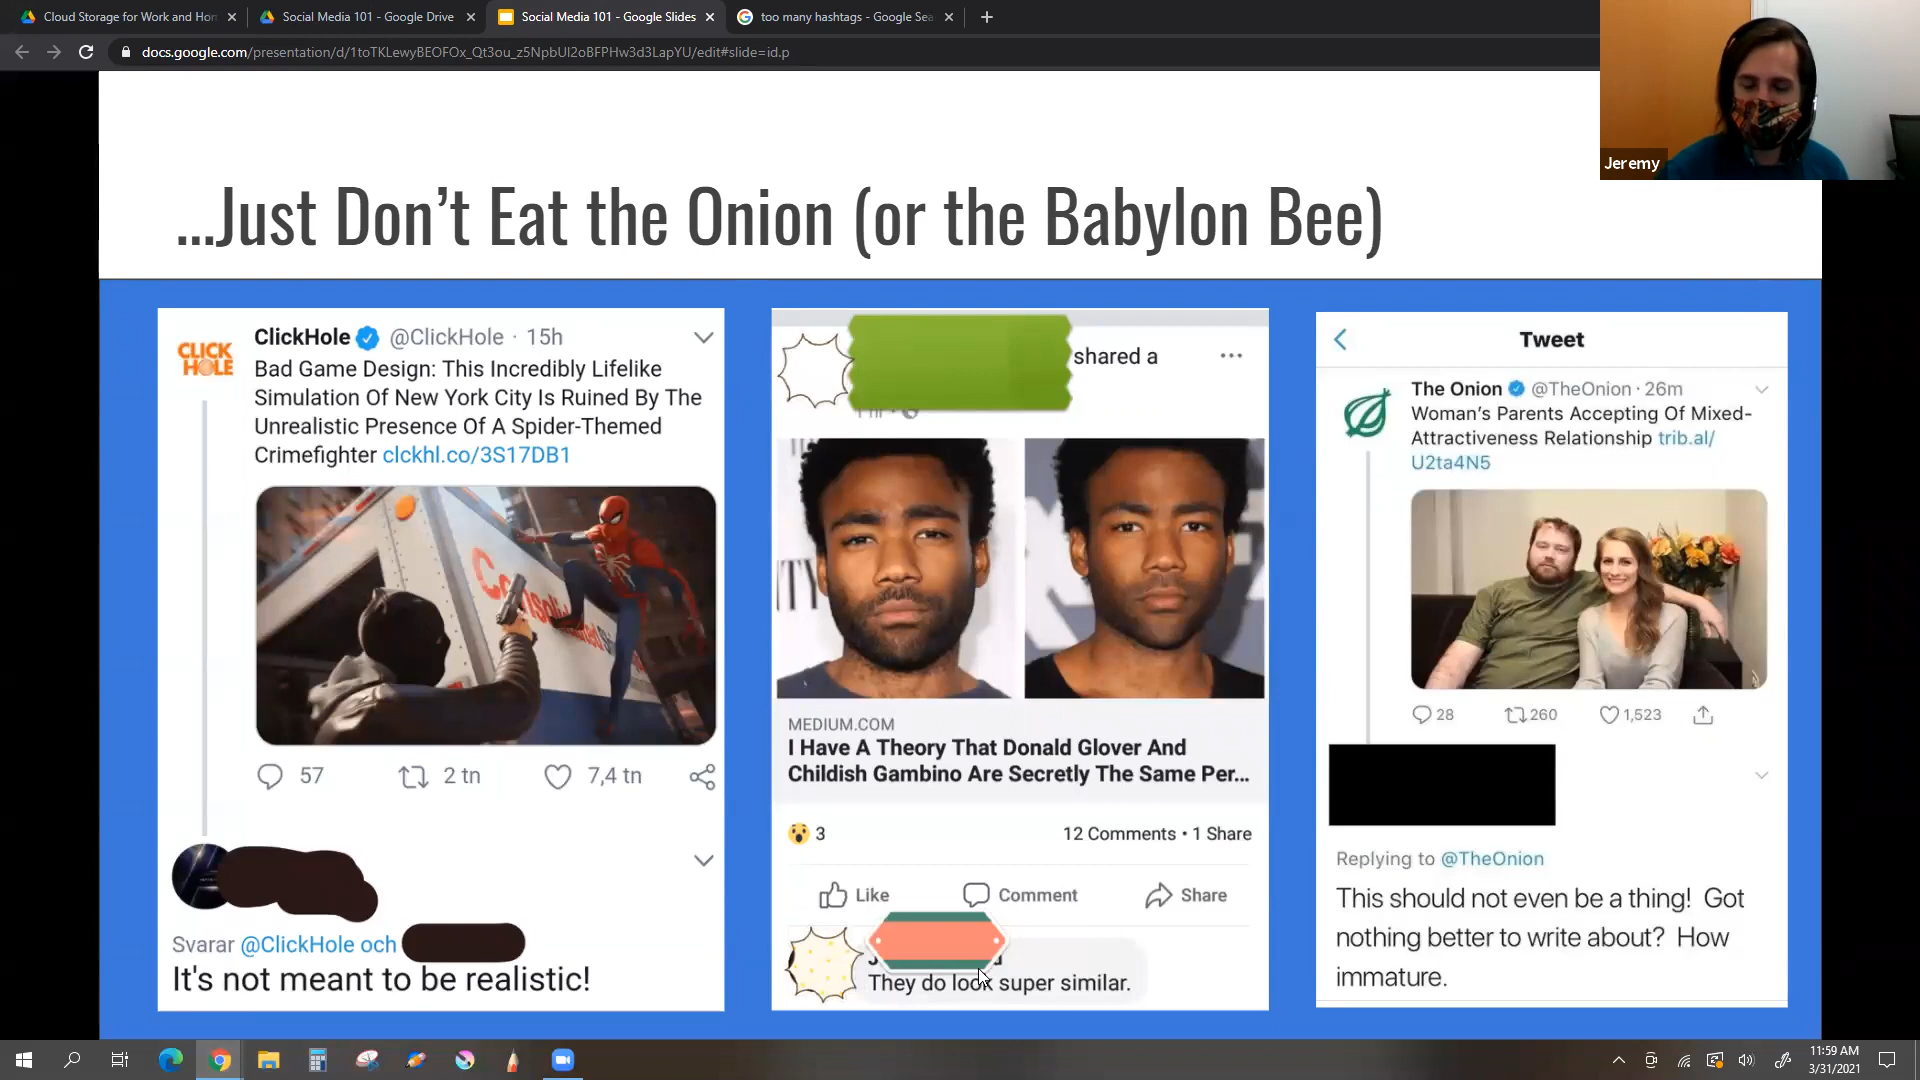 Cloud Storage for Work and Hor
Social Media 101 - Google Drive
Social Media 101 - Google Slides
too many hashtags - Google Sea
docs.google.com/presentation/d/1toTKLewyBEOFOx_Qt3ou_z5NpbUl2oBFPHw3d3LapYU/edit#slide=id.p
Jeremy
...Just Don't Eat the Onion (or the Babylon Bee)
CLICK
HOLE
ClickHole @ClickHole · 15h
Bad Game Design: This Incredibly Lifelike
Simulation Of New York City Is Ruined By The
Unrealistic Presence Of A Spider-Themed
Crimefighter clckhl.co/3S17DB1
57 2 tn 7,4 tn
Svarar @ClickHole och
It's not meant to be realistic!
shared a
MEDIUM.COM
I Have A Theory That Donald Glover And
Childish Gambino Are Secretly The Same Per...
3 12 Comments • 1 Share
Like Comment Share
They do look super similar.
Tweet
The Onion @TheOnion · 26m
Woman's Parents Accepting Of Mixed-
Attractiveness Relationship trib.al/
U2ta4N5
28 260 1,523
Replying to @TheOnion
This should not even be a thing! Got
nothing better to write about? How
immature.
11:59 AM
3/31/2021